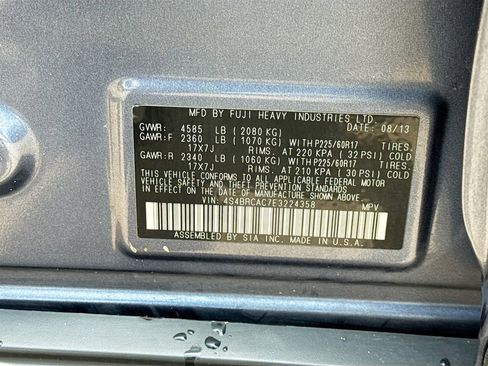 MFD BY FUJI HEAVY INDUSTRIES LTD.
GVWR: 4585 LB (2080 KG) DATE: 08/13
GAWR:F 2360 LB (1070 KG) WITH P225/60R17 TIRES,
17X7J RIMS, AT 220 KPA (32 PSI) COLD
GAWR:R 2340 LB (1060 KG) WITH P225/60R17 TIRES,
17X7J RIMS, AT 210 KPA (30 PSI) COLD
THIS VEHICLE CONFORMS TO ALL APPLICABLE FEDERAL MOTOR
VEHICLE SAFETY AND THEFT PREVENTION STANDARDS IN EFFECT
ON THE DATE OF MANUFACTURE SHOWN ABOVE.
VIN: 4S4BRCAC7E3224358 MPV
ASSEMBLED BY SIA INC. MADE IN U.S.A.